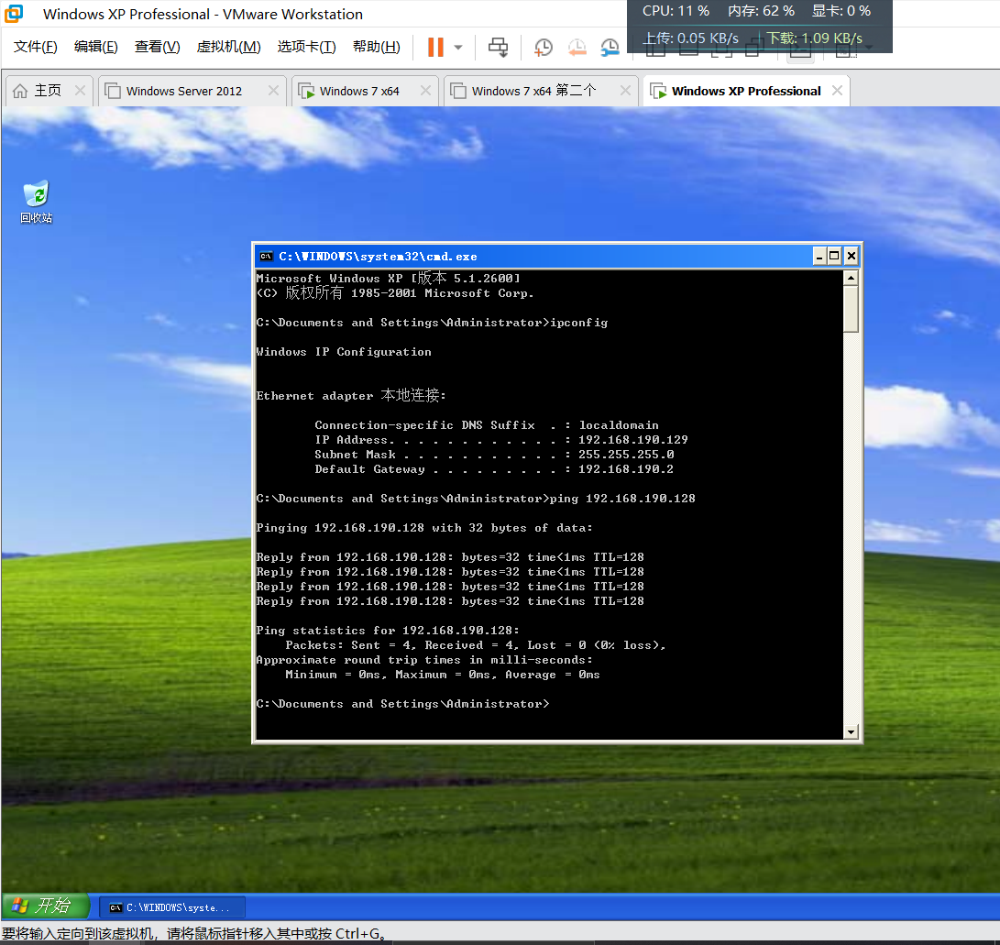 Windows XP Professional - VMware Workstation
CPU: 11 % 内存: 62 % 显卡: 0 %
上传: 0.05 KB/s 下载: 1.09 KB/s
文件(F) 编辑(E) 查看(V) 虚拟机(M) 选项卡(T) 帮助(H)
主页 Windows Server 2012 Windows 7 x64 Windows 7 x64 第二个 Windows XP Professional
回收站
C:\WINDOWS\system32\cmd.exe
Microsoft Windows XP [版本 5.1.2600]
(C) 版权所有 1985-2001 Microsoft Corp.
C:\Documents and Settings\Administrator>ipconfig
Windows IP Configuration
Ethernet adapter 本地连接:
Connection-specific DNS Suffix  . : localdomain
IP Address. . . . . . . . . . . . : 192.168.190.129
Subnet Mask . . . . . . . . . . . : 255.255.255.0
Default Gateway . . . . . . . . . : 192.168.190.2
C:\Documents and Settings\Administrator>ping 192.168.190.128
Pinging 192.168.190.128 with 32 bytes of data:
Reply from 192.168.190.128: bytes=32 time<1ms TTL=128
Reply from 192.168.190.128: bytes=32 time<1ms TTL=128
Reply from 192.168.190.128: bytes=32 time<1ms TTL=128
Reply from 192.168.190.128: bytes=32 time<1ms TTL=128
Ping statistics for 192.168.190.128:
Packets: Sent = 4, Received = 4, Lost = 0 (0% loss),
Approximate round trip times in milli-seconds:
Minimum = 0ms, Maximum = 0ms, Average = 0ms
C:\Documents and Settings\Administrator>
开始 C:\WINDOWS\syste...
要将输入定向到该虚拟机，请将鼠标指针移入其中或按 Ctrl+G。